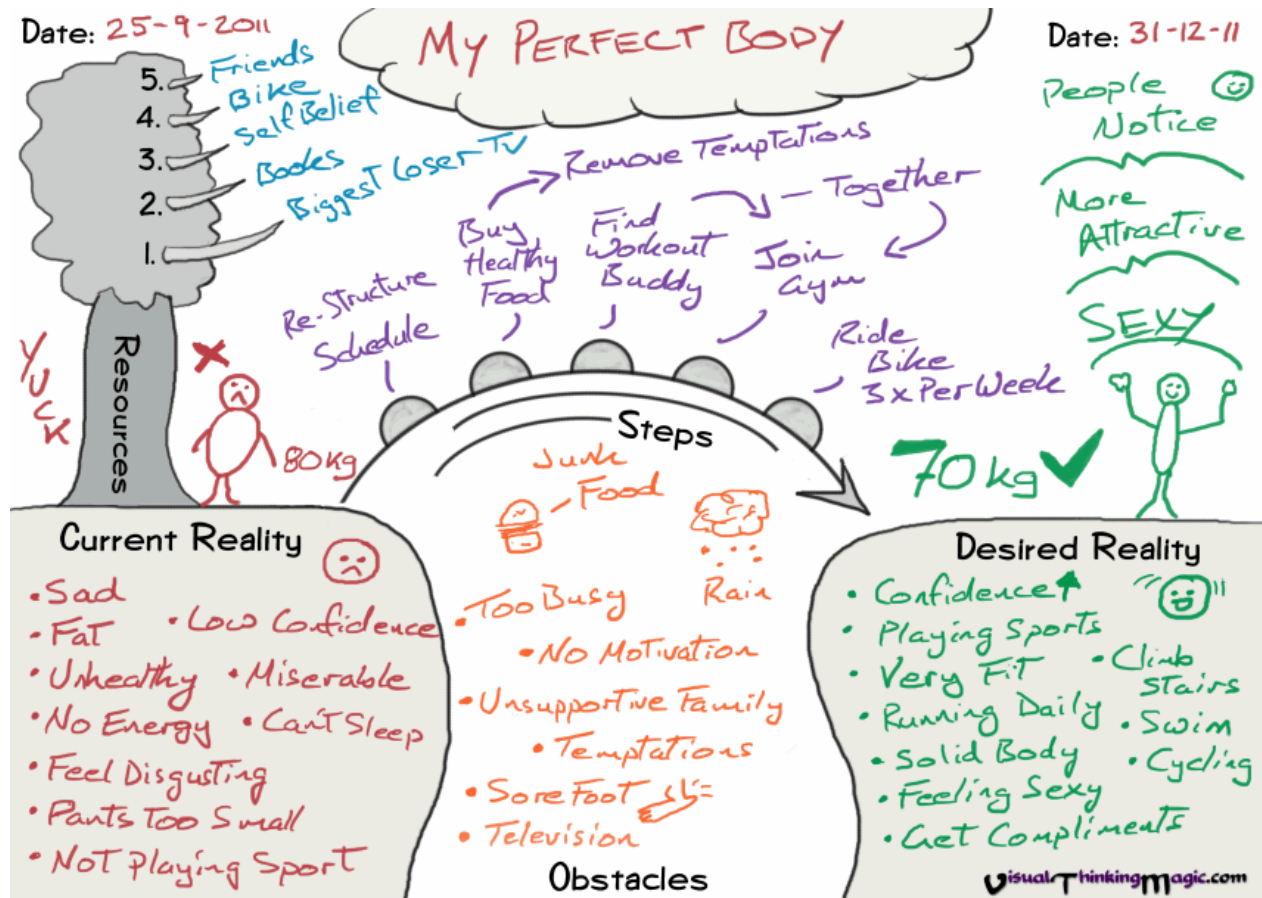 Date: 25-9-2011
My Perfect Body
Date: 31-12-11
5. Friends
4. Bike
3. Self Belief
2. Books
1. Biggest Loser TV
Resources
YUCK
80kg
Re-Structure
Schedule
Buy
Healthy
Food
Remove Temptations
Find
Workout
Buddy
– Together
Join
Gym
Ride
Bike
3x Per Week
Steps
People
Notice
More
Attractive
SEXY
70kg
Current Reality
• Sad
• Fat
• Low Confidence
• Unhealthy
• Miserable
• No Energy
• Can't Sleep
• Feel Disgusting
• Pants Too Small
• Not Playing Sport
Junk
Food
Rain
• Too Busy
• No Motivation
• Unsupportive Family
• Temptations
• Sore Foot
• Television
Obstacles
Desired Reality
• Confidence
• Playing Sports
• Very Fit
• Climb
Stairs
• Running Daily
• Swim
• Solid Body
• Cycling
• Feeling Sexy
• Get Compliments
VisualThinkingMagic.com